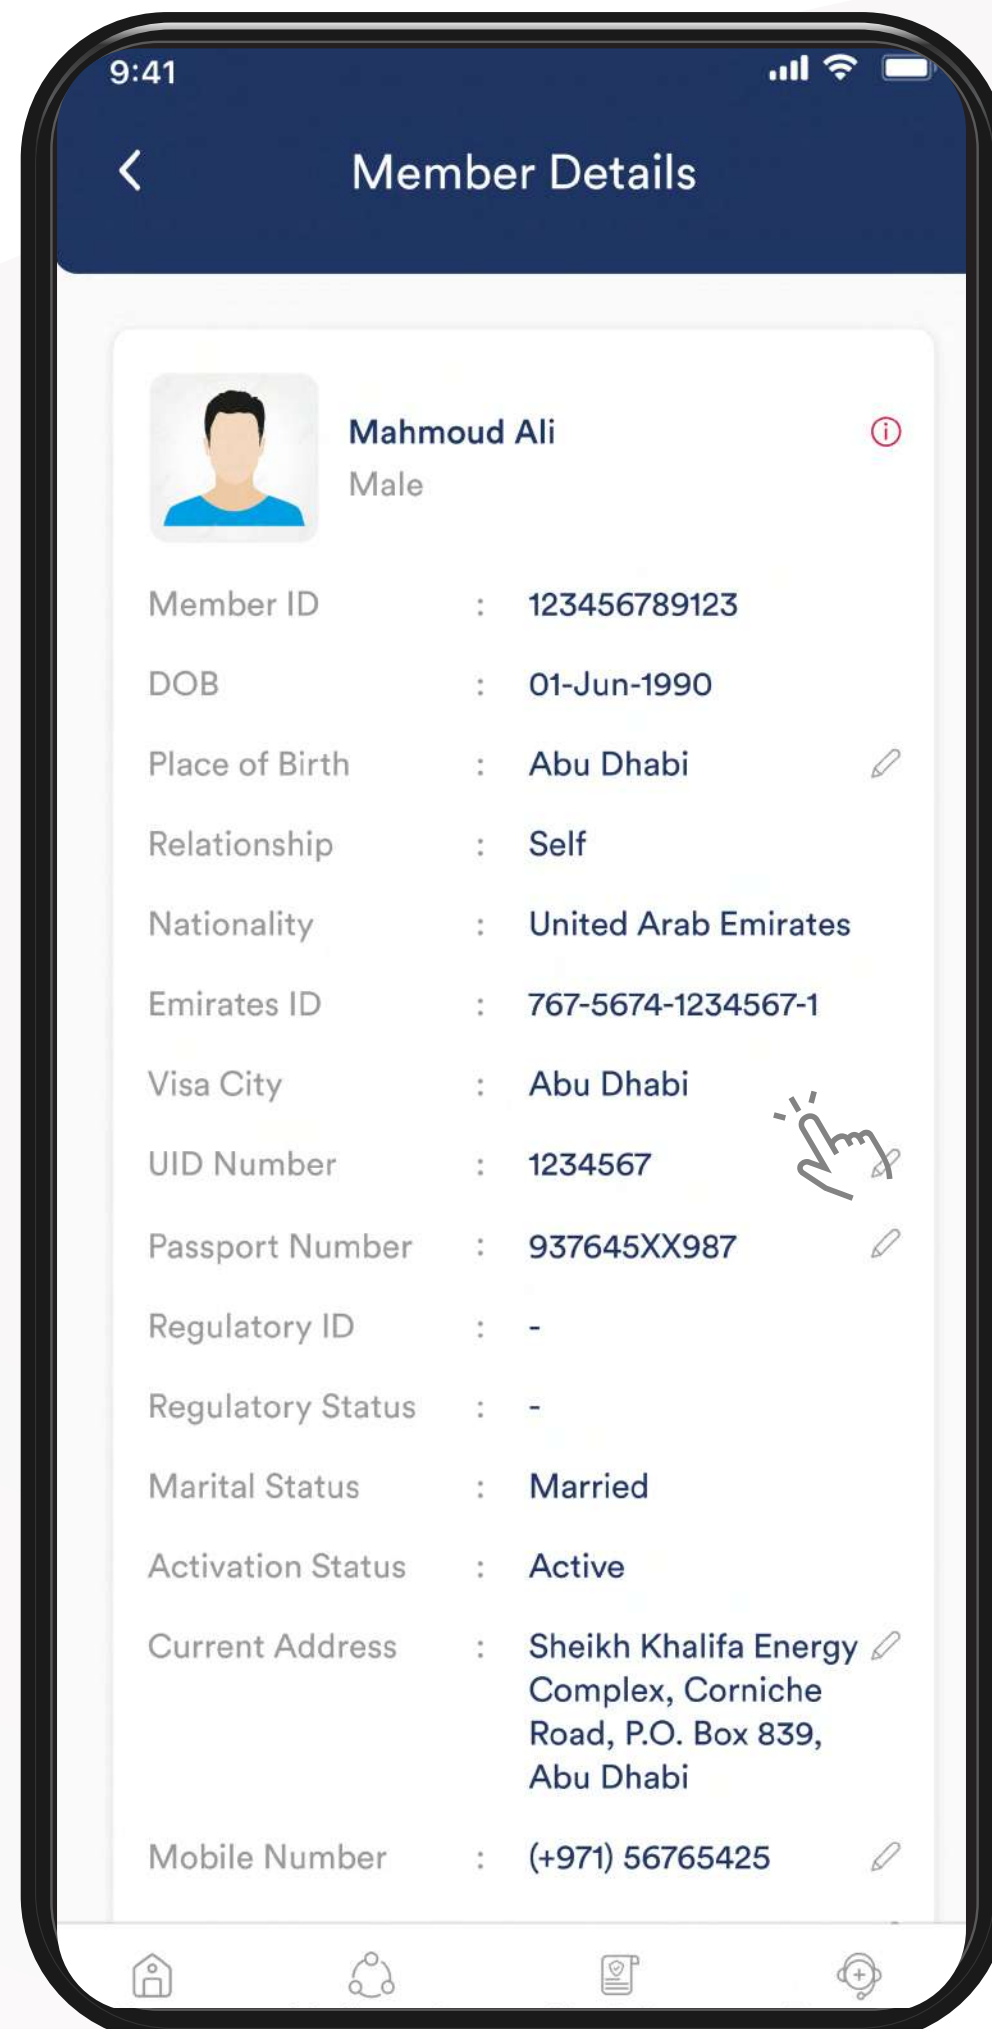 9:41
Member Details
Mahmoud Ali
Male
Member ID : 123456789123
DOB : 01-Jun-1990
Place of Birth : Abu Dhabi
Relationship : Self
Nationality : United Arab Emirates
Emirates ID : 767-5674-1234567-1
Visa City : Abu Dhabi
UID Number : 1234567
Passport Number : 937645XX987
Regulatory ID : -
Regulatory Status : -
Marital Status : Married
Activation Status : Active
Current Address : Sheikh Khalifa Energy
Complex, Corniche
Road, P.O. Box 839,
Abu Dhabi
Mobile Number : (+971) 56765425